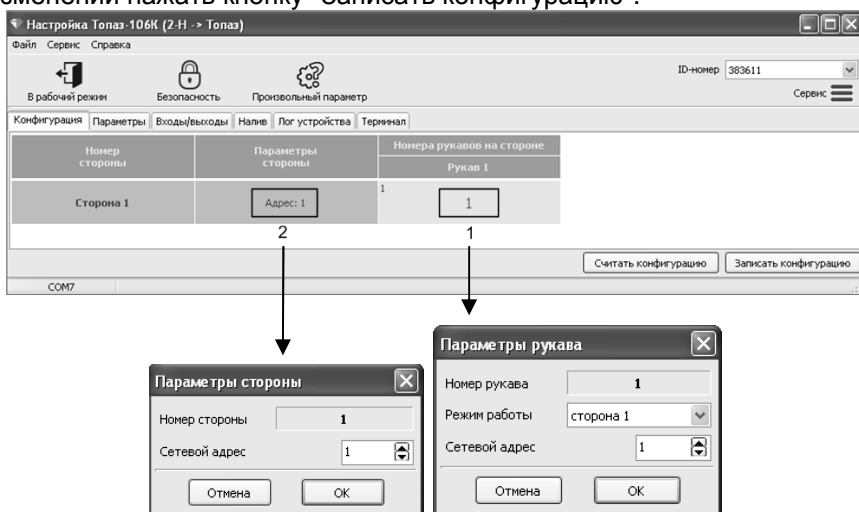 зменений нажать кнопку "Записать конфигурацию".
Настройка Топаз-106К (2-Н -> Топаз)
Файл Сервис Справка
В рабочий режим Безопасность Произвольный параметр
ID-номер 383611
Сервис
Конфигурация Параметры Входы/выходы Налив Лог устройства Терминал
Номер стороны
Параметры стороны
Номера рукавов на стороне
Рукав 1
Сторона 1 Адрес: 1 1 1
2 1
Считать конфигурацию Записать конфигурацию
COM7
Параметры стороны
Номер стороны 1
Сетевой адрес 1
Отмена OK
Параметры рукава
Номер рукава 1
Режим работы сторона 1
Сетевой адрес 1
Отмена OK